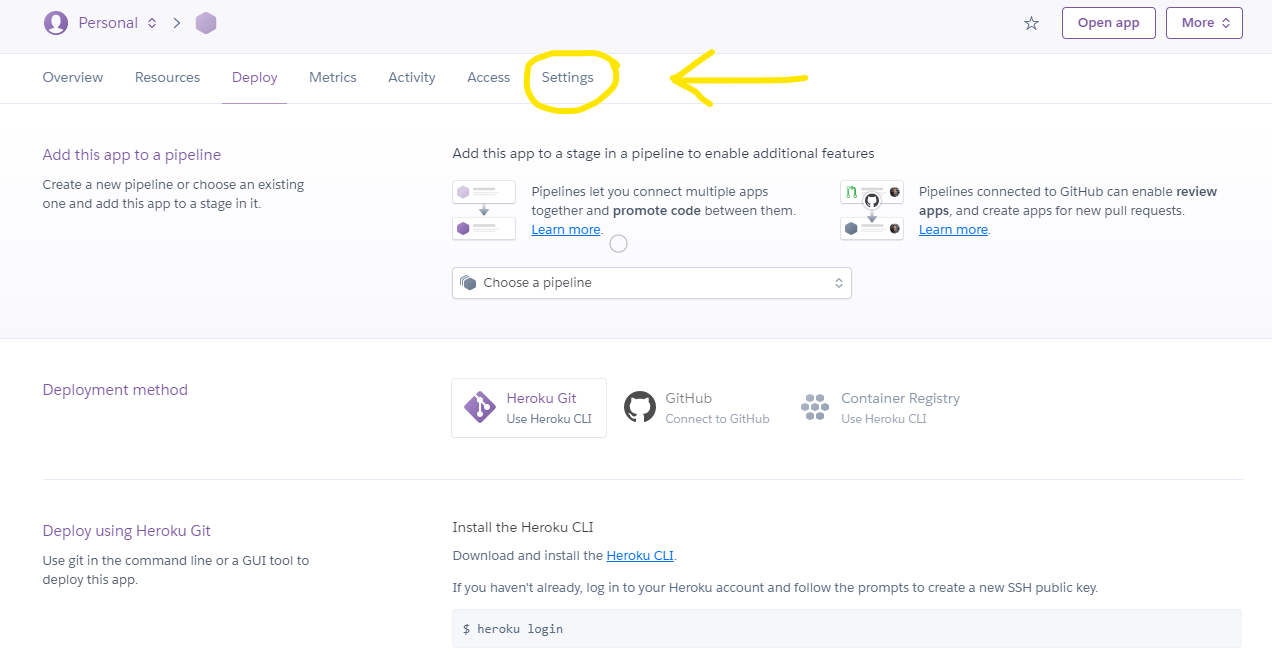 Personal
Open app
More
Overview Resources Deploy Metrics Activity Access Settings
Add this app to a pipeline
Create a new pipeline or choose an existing
one and add this app to a stage in it.
Add this app to a stage in a pipeline to enable additional features
Pipelines let you connect multiple apps
together and promote code between them.
Learn more.
Pipelines connected to GitHub can enable review
apps, and create apps for new pull requests.
Learn more.
Choose a pipeline
Deployment method
Heroku Git
Use Heroku CLI
GitHub
Connect to GitHub
Container Registry
Use Heroku CLI
Deploy using Heroku Git
Use git in the command line or a GUI tool to
deploy this app.
Install the Heroku CLI
Download and install the Heroku CLI.
If you haven't already, log in to your Heroku account and follow the prompts to create a new SSH public key.
$ heroku login